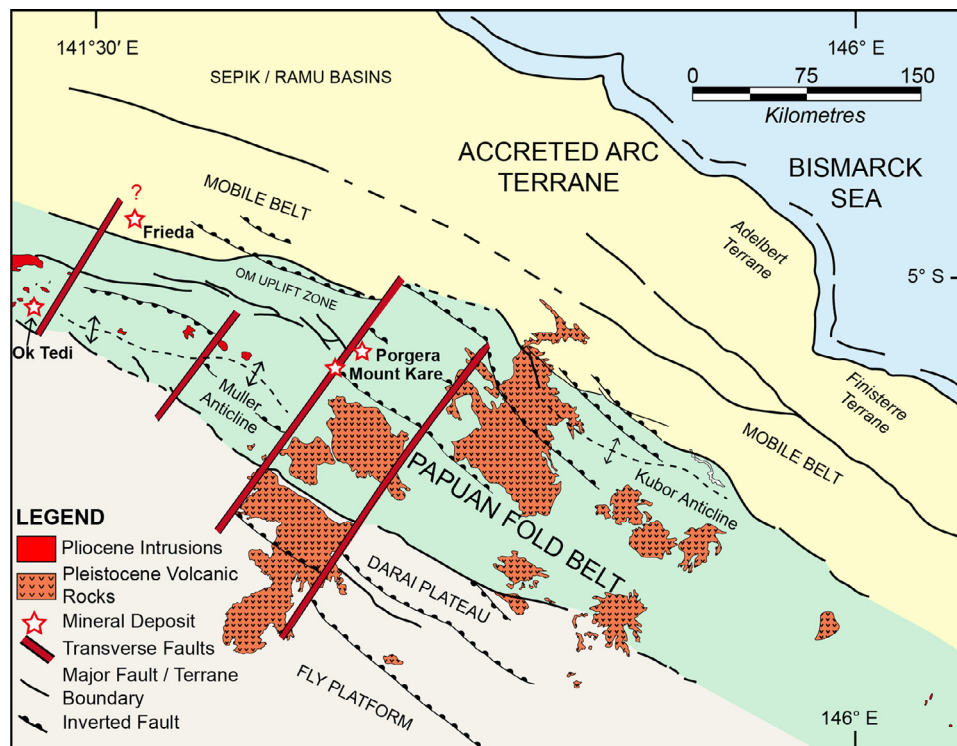 141°30′ E
146° E
0 75 150
Kilometres
SEPIK / RAMU BASINS
ACCRETED ARC
TERRANE
BISMARCK
SEA
MOBILE BELT
?
Frieda
Adelbert
Terrane
5° S
OM UPLIFT ZONE
Ok Tedi
Porgera
Mount Kare
Muller
Anticline
Finisterre
Terrane
MOBILE BELT
Kubor Anticline
PAPUAN FOLD BELT
DARAI PLATEAU
FLY PLATFORM
LEGEND
Pliocene Intrusions
Pleistocene Volcanic
Rocks
Mineral Deposit
Transverse Faults
Major Fault / Terrane
Boundary
Inverted Fault
146° E